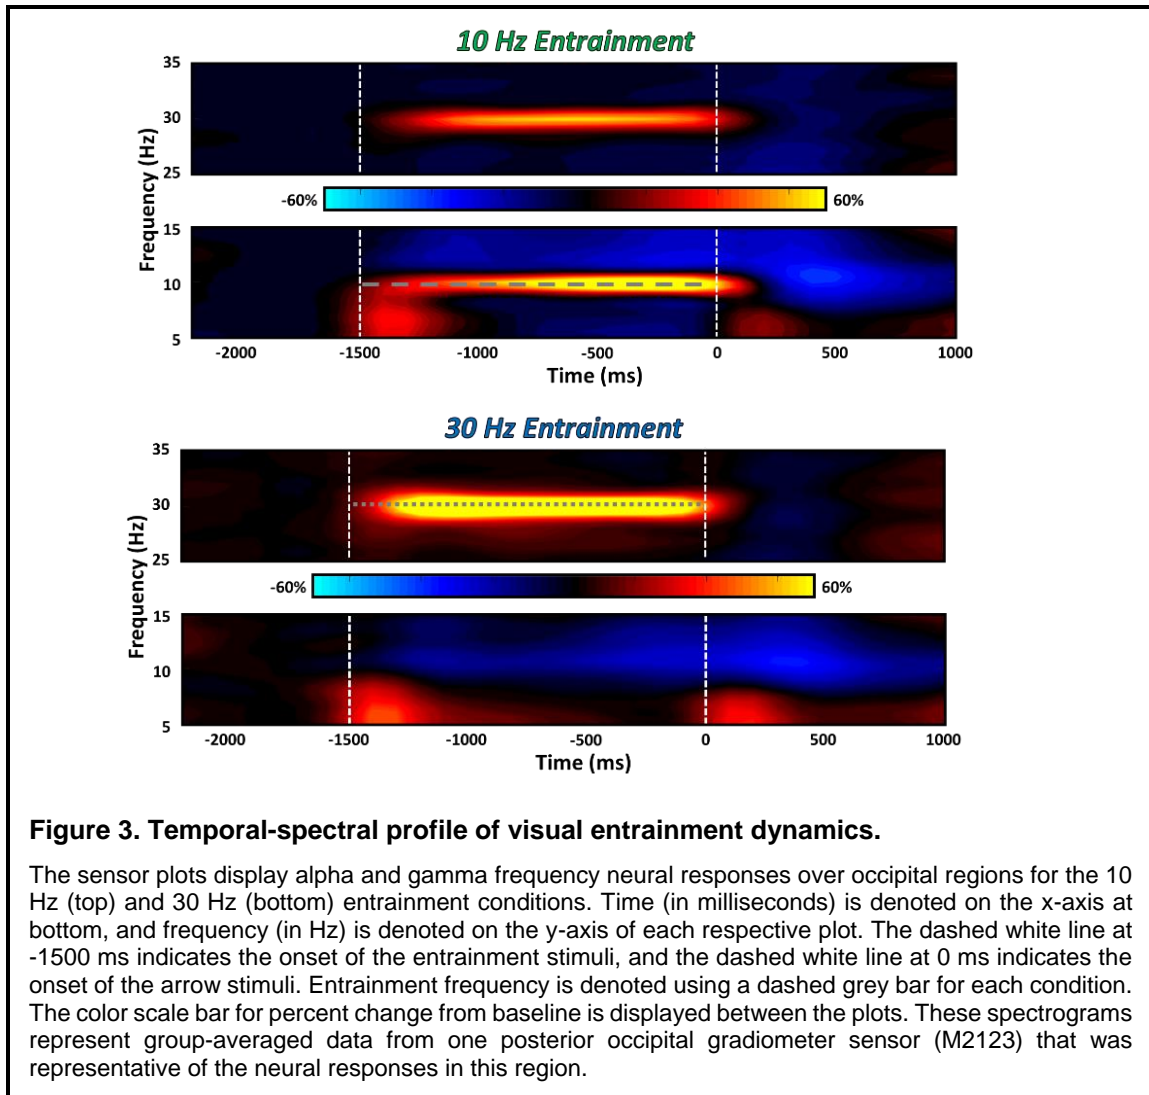 10 Hz Entrainment
35
30
25
-60%
60%
Frequency (Hz)
15
10
5
-2000
-1500
-1000
-500
0
500
1000
Time (ms)
30 Hz Entrainment
35
30
25
-60%
60%
Frequency (Hz)
15
10
5
-2000
-1500
-1000
-500
0
500
1000
Time (ms)
Figure 3. Temporal-spectral profile of visual entrainment dynamics.
The sensor plots display alpha and gamma frequency neural responses over occipital regions for the 10
Hz (top) and 30 Hz (bottom) entrainment conditions. Time (in milliseconds) is denoted on the x-axis at
bottom, and frequency (in Hz) is denoted on the y-axis of each respective plot. The dashed white line at
-1500 ms indicates the onset of the entrainment stimuli, and the dashed white line at 0 ms indicates the
onset of the arrow stimuli. Entrainment frequency is denoted using a dashed grey bar for each condition.
The color scale bar for percent change from baseline is displayed between the plots. These spectrograms
represent group-averaged data from one posterior occipital gradiometer sensor (M2123) that was
representative of the neural responses in this region.